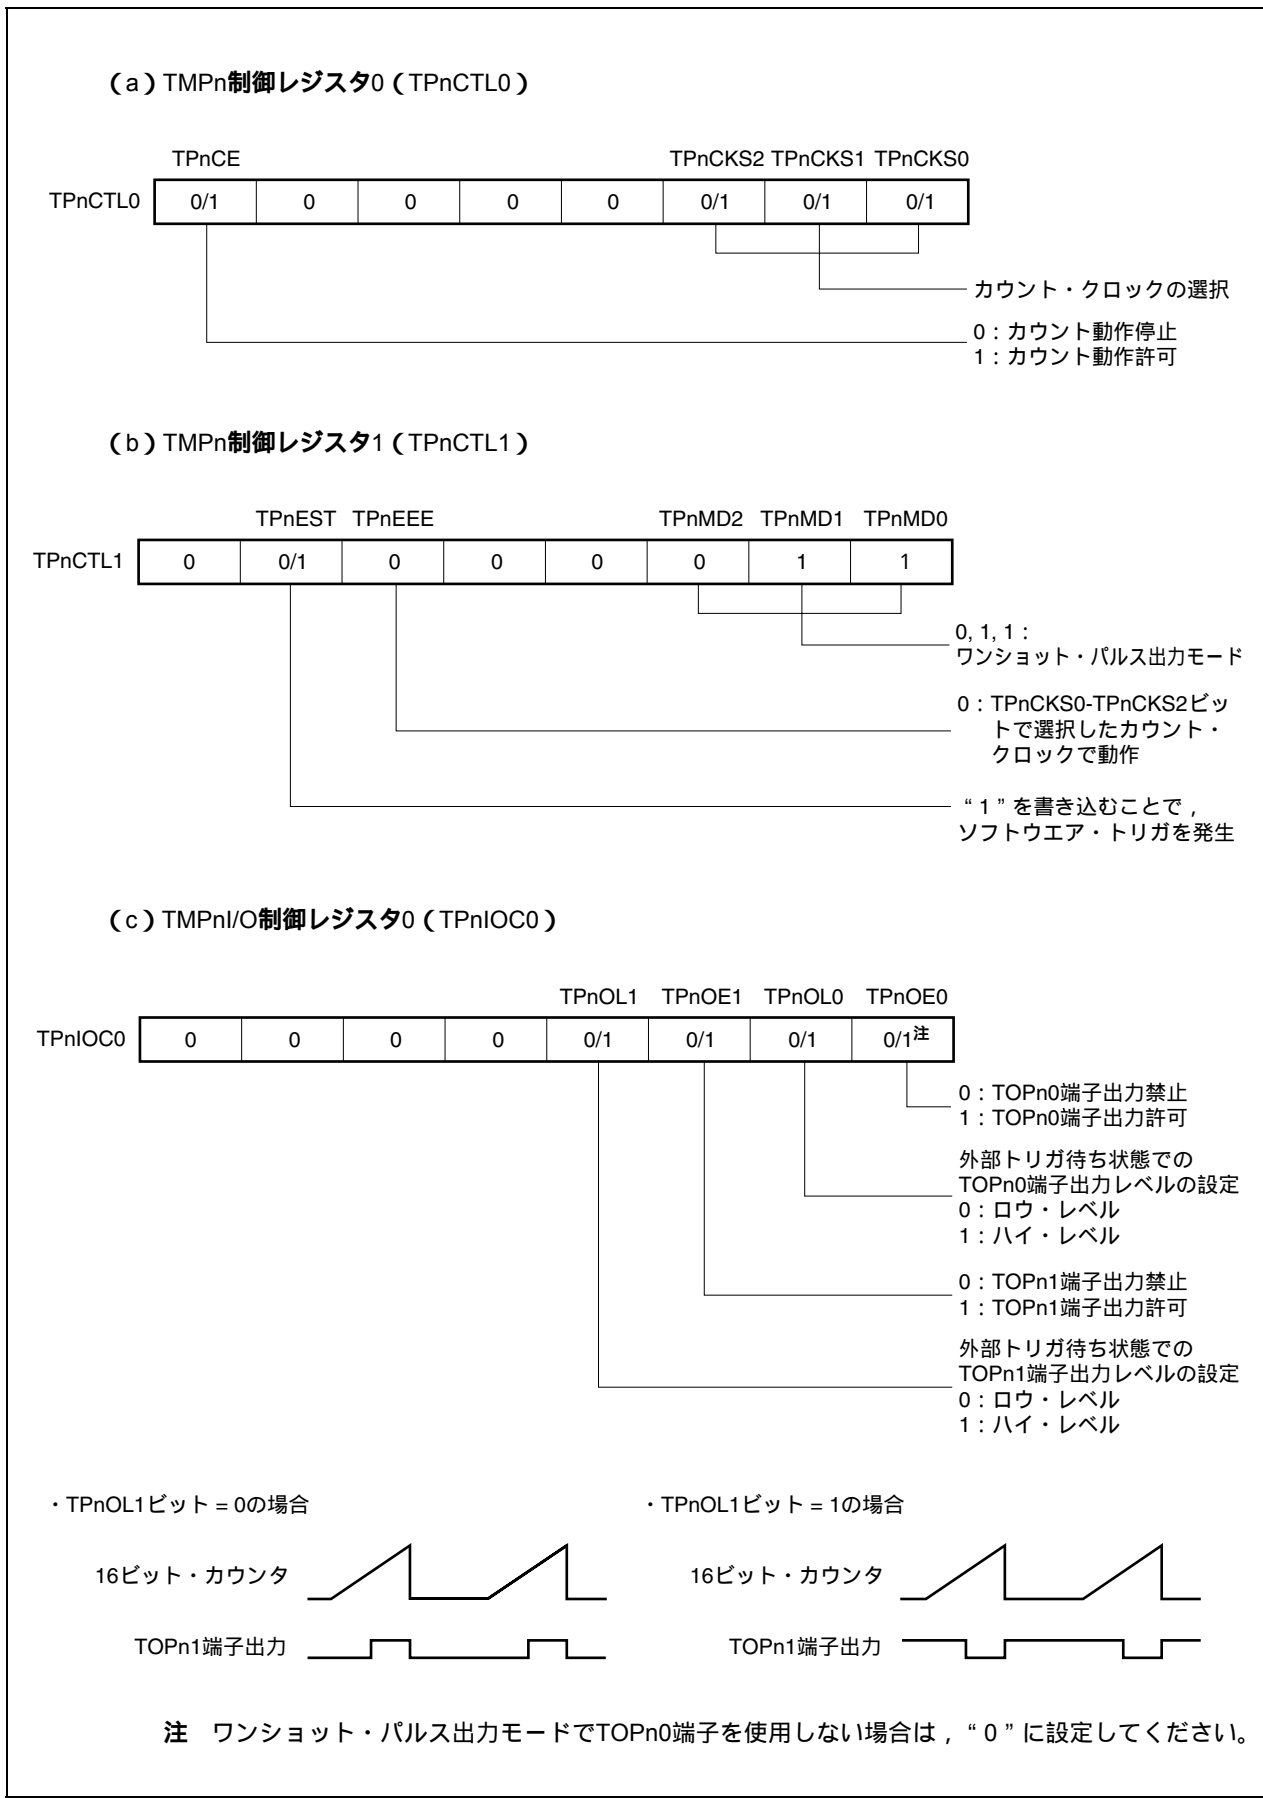 (a)TMPn制御レジスタ0(TPnCTL0)
TPnCE TPnCKS2 TPnCKS1 TPnCKS0
TPnCTL0 0/1 0 0 0 0 0/1 0/1 0/1
カウント・クロックの選択
0:カウント動作停止
1:カウント動作許可
(b)TMPn制御レジスタ1(TPnCTL1)
TPnEST TPnEEE TPnMD2 TPnMD1 TPnMD0
TPnCTL1 0 0/1 0 0 0 0 1 1
0, 1, 1:
ワンショット・パルス出力モード
0:TPnCKS0-TPnCKS2ビッ
トで選択したカウント・
クロックで動作
“1”を書き込むことで,
ソフトウエア・トリガを発生
(c)TMPnI/O制御レジスタ0(TPnIOC0)
TPnOL1 TPnOE1 TPnOL0 TPnOE0
TPnIOC0 0 0 0 0 0/1 0/1 0/1 0/1注
0:TOPn0端子出力禁止
1:TOPn0端子出力許可
外部トリガ待ち状態での
TOPn0端子出力レベルの設定
0:ロウ・レベル
1:ハイ・レベル
0:TOPn1端子出力禁止
1:TOPn1端子出力許可
外部トリガ待ち状態での
TOPn1端子出力レベルの設定
0:ロウ・レベル
1:ハイ・レベル
・TPnOL1ビット = 0の場合
16ビット・カウンタ
TOPn1端子出力
・TPnOL1ビット = 1の場合
16ビット・カウンタ
TOPn1端子出力
注 ワンショット・パルス出力モードでTOPn0端子を使用しない場合は,“0”に設定してください。